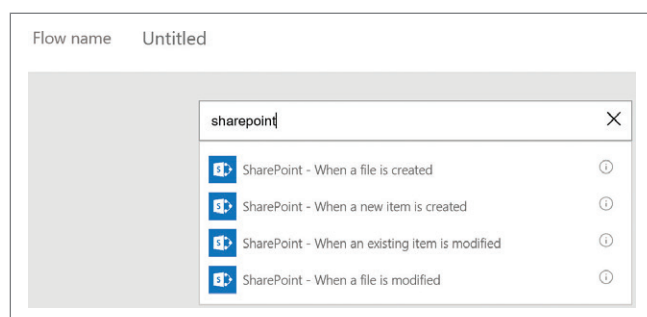 Flow name Untitled
sharepoint
SharePoint - When a file is created
SharePoint - When a new item is created
SharePoint - When an existing item is modified
SharePoint - When a file is modified